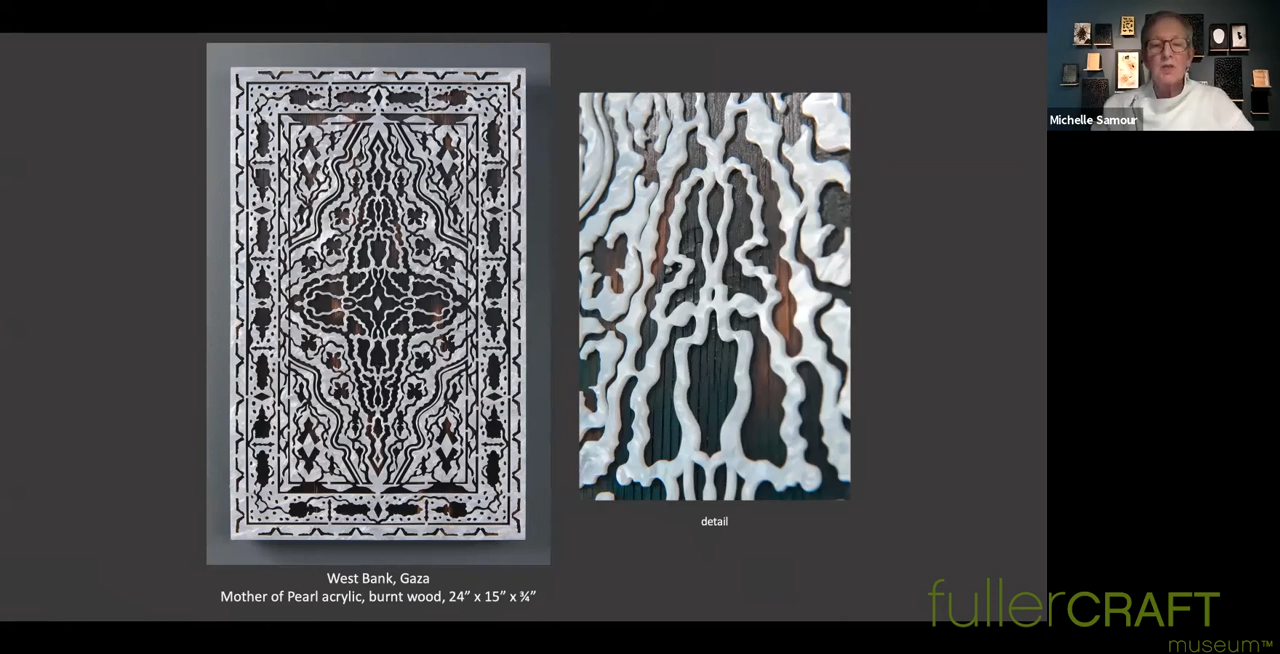 Michelle Samour
detail
West Bank, Gaza
Mother of Pearl acrylic, burnt wood, 24” x 15” x ¾”
fullerCRAFT
museum™